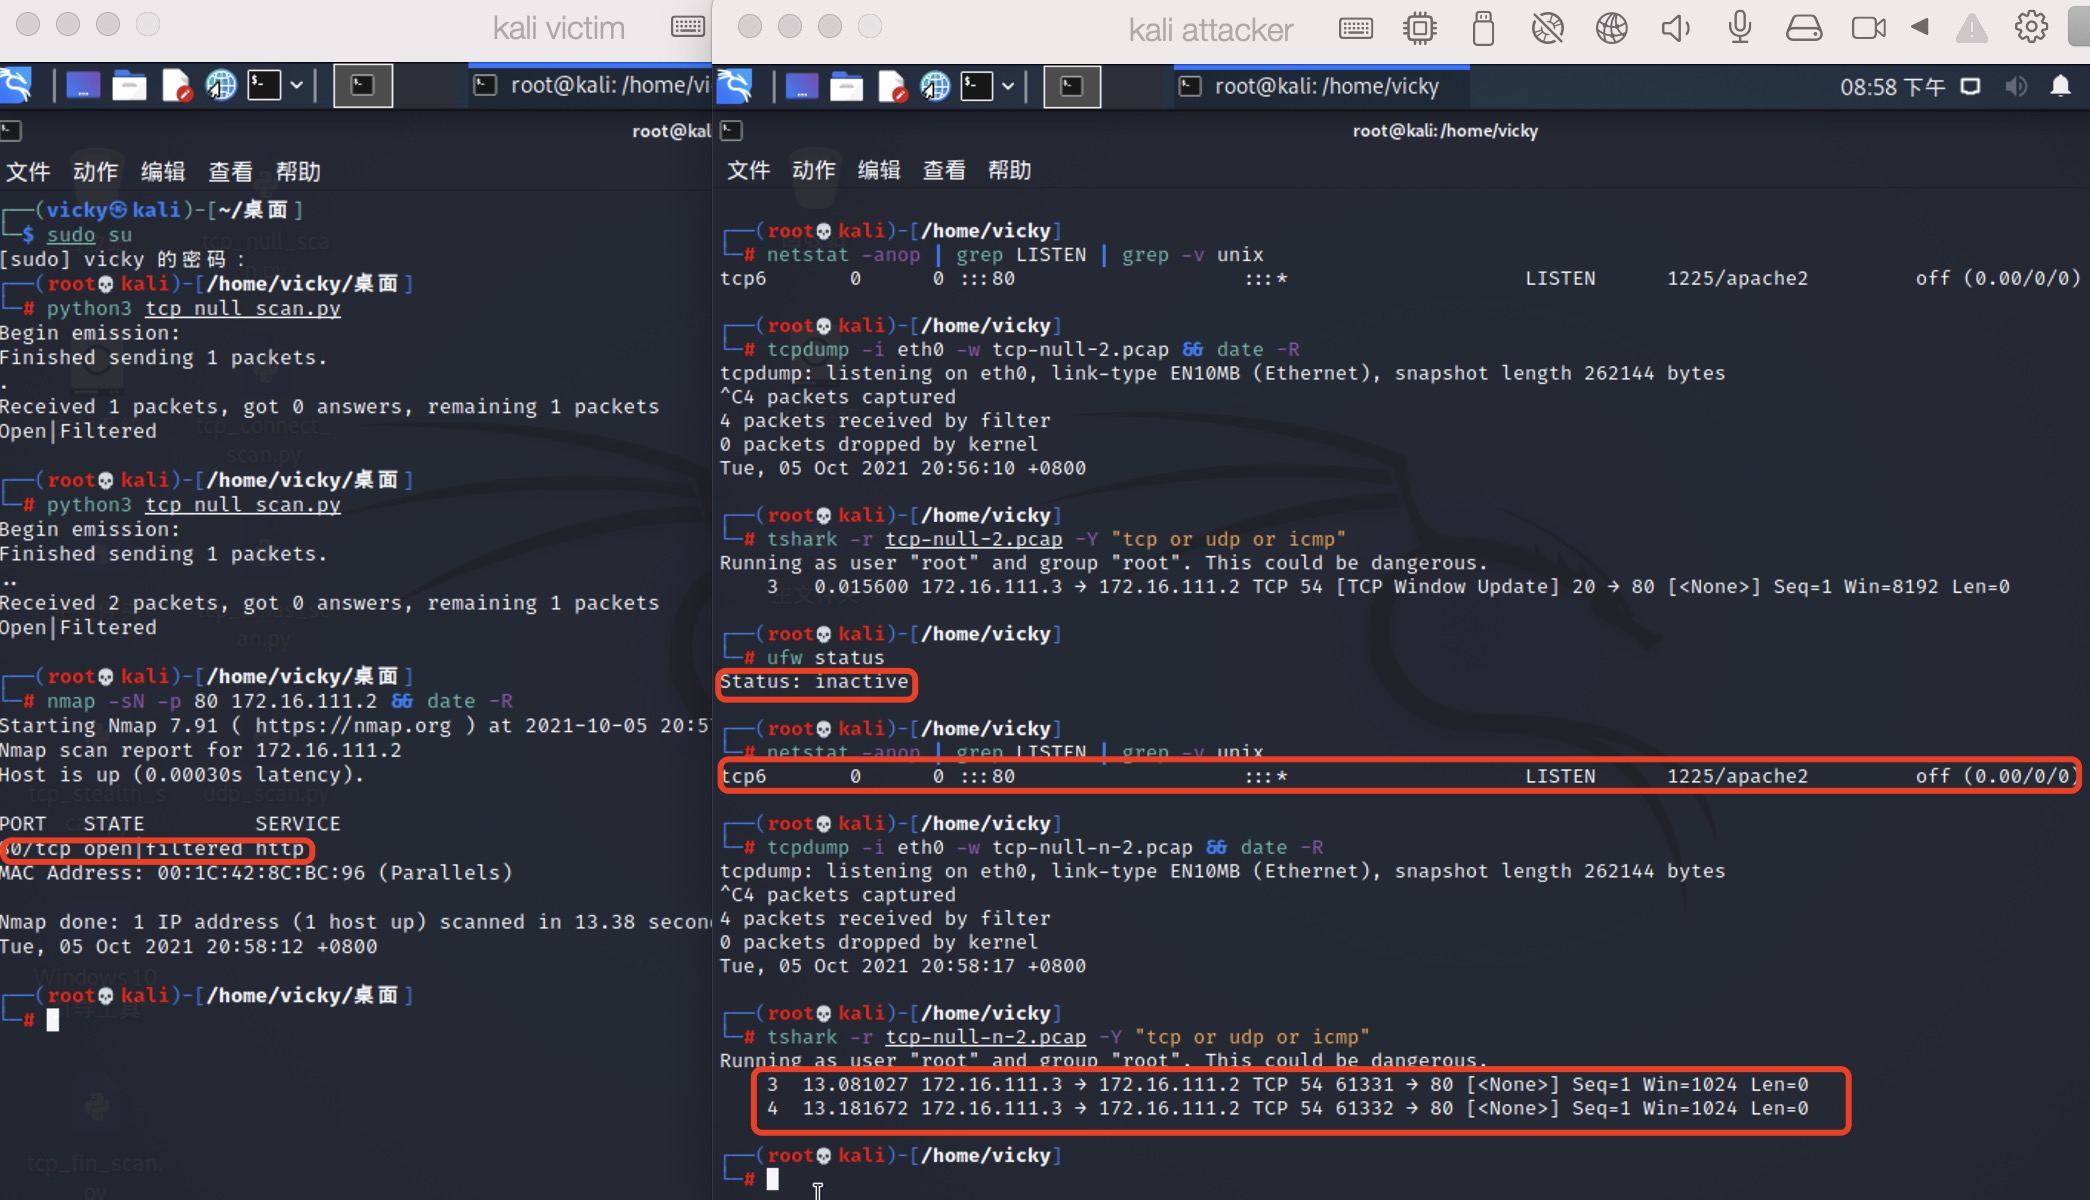 kali victim
root@kali: /home/vi
root@kal
文件 动作 编辑 查看 帮助
┌──(vicky㉿kali)-[~/桌面]
└─$ sudo su
[sudo] vicky 的密码：
┌──(root💀kali)-[/home/vicky/桌面]
└─# python3 tcp_null_scan.py
Begin emission:
Finished sending 1 packets.
.
Received 1 packets, got 0 answers, remaining 1 packets
Open|Filtered
┌──(root💀kali)-[/home/vicky/桌面]
└─# python3 tcp_null_scan.py
Begin emission:
Finished sending 1 packets.
..
Received 2 packets, got 0 answers, remaining 1 packets
Open|Filtered
┌──(root💀kali)-[/home/vicky/桌面]
└─# nmap -sN -p 80 172.16.111.2 && date -R
Starting Nmap 7.91 ( https://nmap.org ) at 2021-10-05 20:57
Nmap scan report for 172.16.111.2
Host is up (0.00030s latency).
PORT STATE SERVICE
80/tcp open|filtered http
MAC Address: 00:1C:42:8C:BC:96 (Parallels)
Nmap done: 1 IP address (1 host up) scanned in 13.38 secon
Tue, 05 Oct 2021 20:58:12 +0800
┌──(root💀kali)-[/home/vicky/桌面]
└─#
kali attacker
root@kali: /home/vicky
08:58 下午
root@kali: /home/vicky
文件 动作 编辑 查看 帮助
┌──(root💀kali)-[/home/vicky]
└─# netstat -anop | grep LISTEN | grep -v unix
tcp6 0 0 :::80 :::* LISTEN 1225/apache2 off (0.00/0/0)
┌──(root💀kali)-[/home/vicky]
└─# tcpdump -i eth0 -w tcp-null-2.pcap && date -R
tcpdump: listening on eth0, link-type EN10MB (Ethernet), snapshot length 262144 bytes
^C4 packets captured
4 packets received by filter
0 packets dropped by kernel
Tue, 05 Oct 2021 20:56:10 +0800
┌──(root💀kali)-[/home/vicky]
└─# tshark -r tcp-null-2.pcap -Y "tcp or udp or icmp"
Running as user "root" and group "root". This could be dangerous.
3 0.015600 172.16.111.3 → 172.16.111.2 TCP 54 [TCP Window Update] 20 → 80 [<None>] Seq=1 Win=8192 Len=0
┌──(root💀kali)-[/home/vicky]
└─# ufw status
Status: inactive
┌──(root💀kali)-[/home/vicky]
└─# netstat -anop | grep LISTEN | grep -v unix
tcp6 0 0 :::80 :::* LISTEN 1225/apache2 off (0.00/0/0)
┌──(root💀kali)-[/home/vicky]
└─# tcpdump -i eth0 -w tcp-null-n-2.pcap && date -R
tcpdump: listening on eth0, link-type EN10MB (Ethernet), snapshot length 262144 bytes
^C4 packets captured
4 packets received by filter
0 packets dropped by kernel
Tue, 05 Oct 2021 20:58:17 +0800
┌──(root💀kali)-[/home/vicky]
└─# tshark -r tcp-null-n-2.pcap -Y "tcp or udp or icmp"
Running as user "root" and group "root". This could be dangerous.
3 13.081027 172.16.111.3 → 172.16.111.2 TCP 54 61331 → 80 [<None>] Seq=1 Win=1024 Len=0
4 13.181672 172.16.111.3 → 172.16.111.2 TCP 54 61332 → 80 [<None>] Seq=1 Win=1024 Len=0
┌──(root💀kali)-[/home/vicky]
└─#